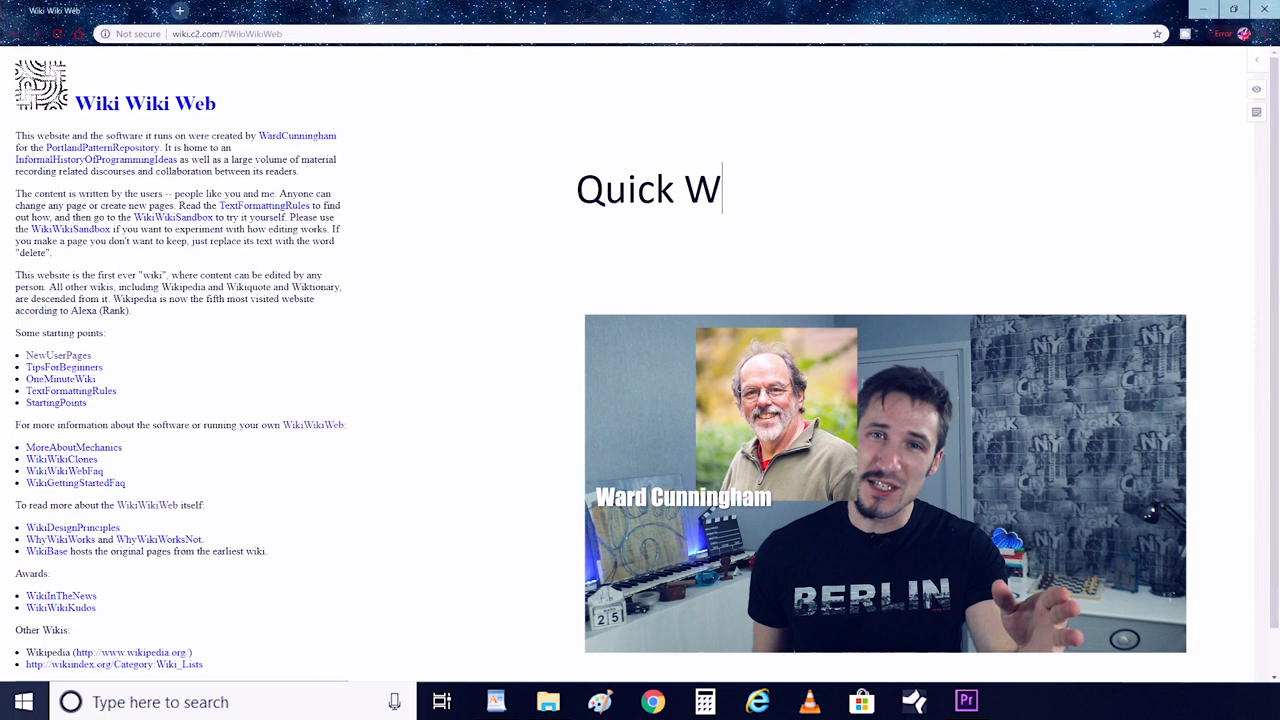 Wiki Wiki Web
Not secure
wiki.c2.com/?WikiWikiWeb
Error
Wiki Wiki Web
This website and the software it runs on were created by WardCunningham
for the PortlandPatternRepository. It is home to an
InformalHistoryOfProgrammingIdeas as well as a large volume of material
recording related discourses and collaboration between its readers.
The content is written by the users -- people like you and me. Anyone can
change any page or create new pages. Read the TextFormattingRules to find
out how, and then go to the WikiWikiSandbox to try it yourself. Please use
the WikiWikiSandbox if you want to experiment with how editing works. If
you make a page you don't want to keep, just replace its text with the word
"delete".
This website is the first ever "wiki", where content can be edited by any
person. All other wikis, including Wikipedia and Wikiquote and Wiktionary,
are descended from it. Wikipedia is now the fifth most visited website
according to Alexa (Rank).
Some starting points:
NewUserPages
TipsForBeginners
OneMinuteWiki
TextFormattingRules
StartingPoints
For more information about the software or running your own WikiWikiWeb:
MoreAboutMechanics
WikiWikiClones
WikiWikiWebFaq
WikiGettingStartedFaq
To read more about the WikiWikiWeb itself:
WikiDesignPrinciples
WhyWikiWorks and WhyWikiWorksNot.
WikiBase hosts the original pages from the earliest wiki.
Awards:
WikiInTheNews
WikiWikiKudos
Other Wikis:
Wikipedia (http://www.wikipedia.org/)
http://wikiindex.org/Category:Wiki_Lists
Quick W
Ward Cunningham
BERLIN
25
Type here to search
Pr